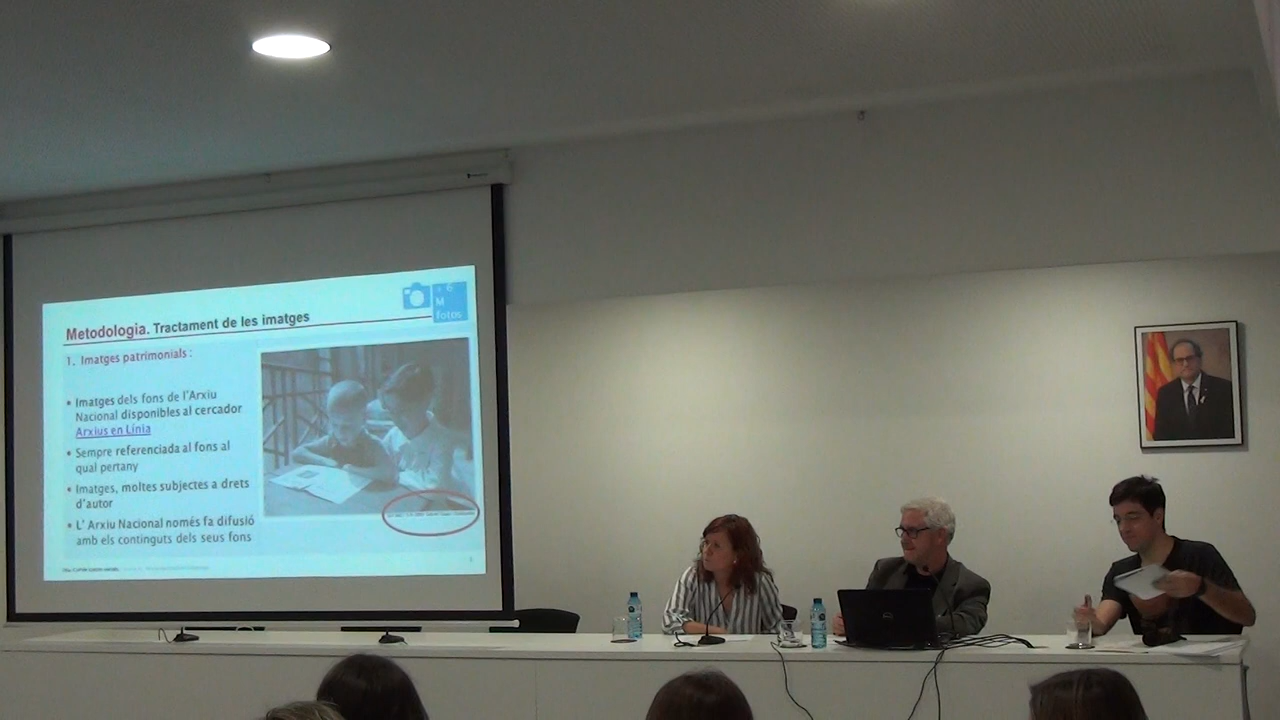 + 6
M
fotos
Metodologia. Tractament de les imatges
1. Imatges patrimonials :
• Imatges dels fons de l'Arxiu
Nacional disponibles al cercador
Arxius en Línia
• Sempre referenciada al fons al
qual pertany
• Imatges, moltes subjectes a drets
d'autor
• L' Arxiu Nacional només fa difusió
amb els continguts dels seus fons